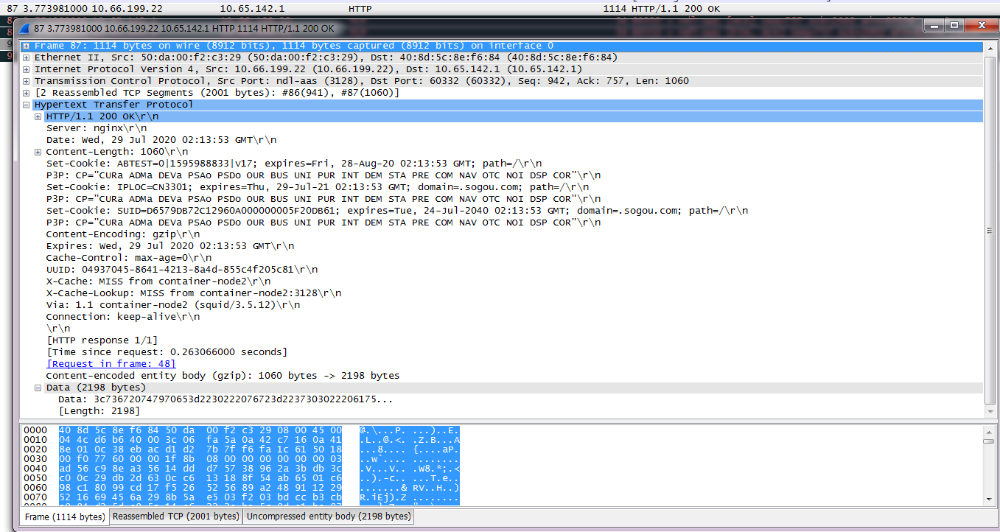 87 3.773981000 10.66.199.22 10.65.142.1 HTTP 1114 HTTP/1.1 200 OK
87 3.773981000 10.66.199.22 10.65.142.1 HTTP 1114 HTTP/1.1 200 OK
Frame 87: 1114 bytes on wire (8912 bits), 1114 bytes captured (8912 bits) on interface 0
Ethernet II, Src: 50:da:00:f2:c3:29 (50:da:00:f2:c3:29), Dst: 40:8d:5c:8e:f6:84 (40:8d:5c:8e:f6:84)
Internet Protocol Version 4, Src: 10.66.199.22 (10.66.199.22), Dst: 10.65.142.1 (10.65.142.1)
Transmission Control Protocol, Src Port: ndl-aas (3128), Dst Port: 60332 (60332), Seq: 942, Ack: 757, Len: 1060
[2 Reassembled TCP Segments (2001 bytes): #86(941), #87(1060)]
Hypertext Transfer Protocol
HTTP/1.1 200 OK\r\n
Server: nginx\r\n
Date: Wed, 29 Jul 2020 02:13:53 GMT\r\n
Content-Length: 1060\r\n
Set-Cookie: ABTEST=0|1595988833|v17; expires=Fri, 28-Aug-20 02:13:53 GMT; path=/\r\n
P3P: CP="CURa ADMa DEVa PSAo PSDo OUR BUS UNI PUR INT DEM STA PRE COM NAV OTC NOI DSP COR"\r\n
Set-Cookie: IPLOC=CN3301; expires=Thu, 29-Jul-21 02:13:53 GMT; domain=.sogou.com; path=/\r\n
P3P: CP="CURa ADMa DEVa PSAo PSDo OUR BUS UNI PUR INT DEM STA PRE COM NAV OTC NOI DSP COR"\r\n
Set-Cookie: SUID=D6579DB72C12960A000000005F20DB61; expires=Tue, 24-Jul-2040 02:13:53 GMT; domain=.sogou.com; path=/\r\n
P3P: CP="CURa ADMa DEVa PSAo PSDo OUR BUS UNI PUR INT DEM STA PRE COM NAV OTC NOI DSP COR"\r\n
Content-Encoding: gzip\r\n
Expires: Wed, 29 Jul 2020 02:13:53 GMT\r\n
Cache-Control: max-age=0\r\n
UUID: 04937045-8641-4213-8a4d-855c4f205c81\r\n
X-Cache: MISS from container-node2\r\n
X-Cache-Lookup: MISS from container-node2:3128\r\n
Via: 1.1 container-node2 (squid/3.5.12)\r\n
Connection: keep-alive\r\n
\r\n
[HTTP response 1/1]
[Time since request: 0.263066000 seconds]
[Request in frame: 48]
Content-encoded entity body (gzip): 1060 bytes -> 2198 bytes
Data (2198 bytes)
Data: 3c736720747970653d2230222076723d2237303022206175...
[Length: 2198]
0000 40 8d 5c 8e f6 84 50 da 00 f2 c3 29 08 00 45 00 @.\...P. ...)..E.
0010 04 4c d6 b6 40 00 3c 06 fa 5a 0a 42 c7 16 0a 41 .L..@.<. .Z.B...A
0020 8e 01 0c 38 eb ac d1 d2 7b 7f f6 fa 1c 61 50 18 ...8.... {....aP.
0030 00 f0 77 60 00 00 1f 8b 08 00 00 00 00 00 00 03 ..w`.... ........
0040 ad 56 c9 8e a3 56 14 dd d7 57 38 96 2a 3b db 3c .V...V.. .W8.*;.<
0050 c0 0c 29 db 2d 63 0c c6 13 18 8f 54 ab 65 01 c6 ..).-c.. ...T.e..
0060 98 c1 80 99 cd 17 f5 26 52 56 89 a2 48 91 12 29 .......& RV..H..)
0070 52 16 69 45 6a 29 8b 5a e5 03 f2 03 bd cc b3 cb R.iEj).Z ........
Frame (1114 bytes) Reassembled TCP (2001 bytes) Uncompressed entity body (2198 bytes)